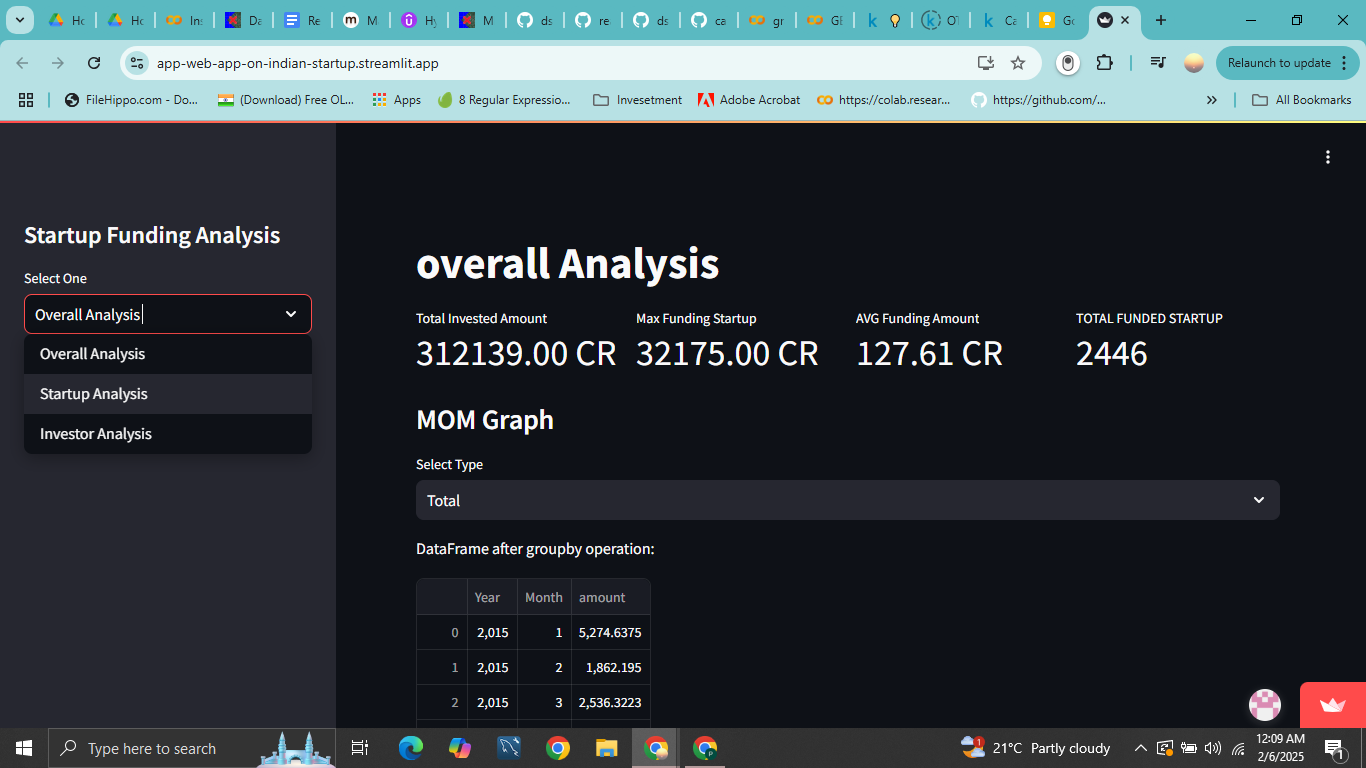 Hc
Hc
In:
Da
Re
M
Hy
M
ds
re
ds
ca
gr
GE
O
Ca
Gc
app-web-app-on-indian-startup.streamlit.app
Relaunch to update
FileHippo.com - Do...
(Download) Free OL...
Apps
8 Regular Expressio...
Invesetment
Adobe Acrobat
https://colab.resear...
https://github.com/...
All Bookmarks
Startup Funding Analysis
Select One
Overall Analysis
Overall Analysis
Startup Analysis
Investor Analysis
overall Analysis
Total Invested Amount
312139.00 CR
Max Funding Startup
32175.00 CR
AVG Funding Amount
127.61 CR
TOTAL FUNDED STARTUP
2446
MOM Graph
Select Type
Total
DataFrame after groupby operation:
Year Month amount
0 2,015 1 5,274.6375
1 2,015 2 1,862.195
2 2,015 3 2,536.3223
Type here to search
1
21°C Partly cloudy
12:09 AM
2/6/2025
1